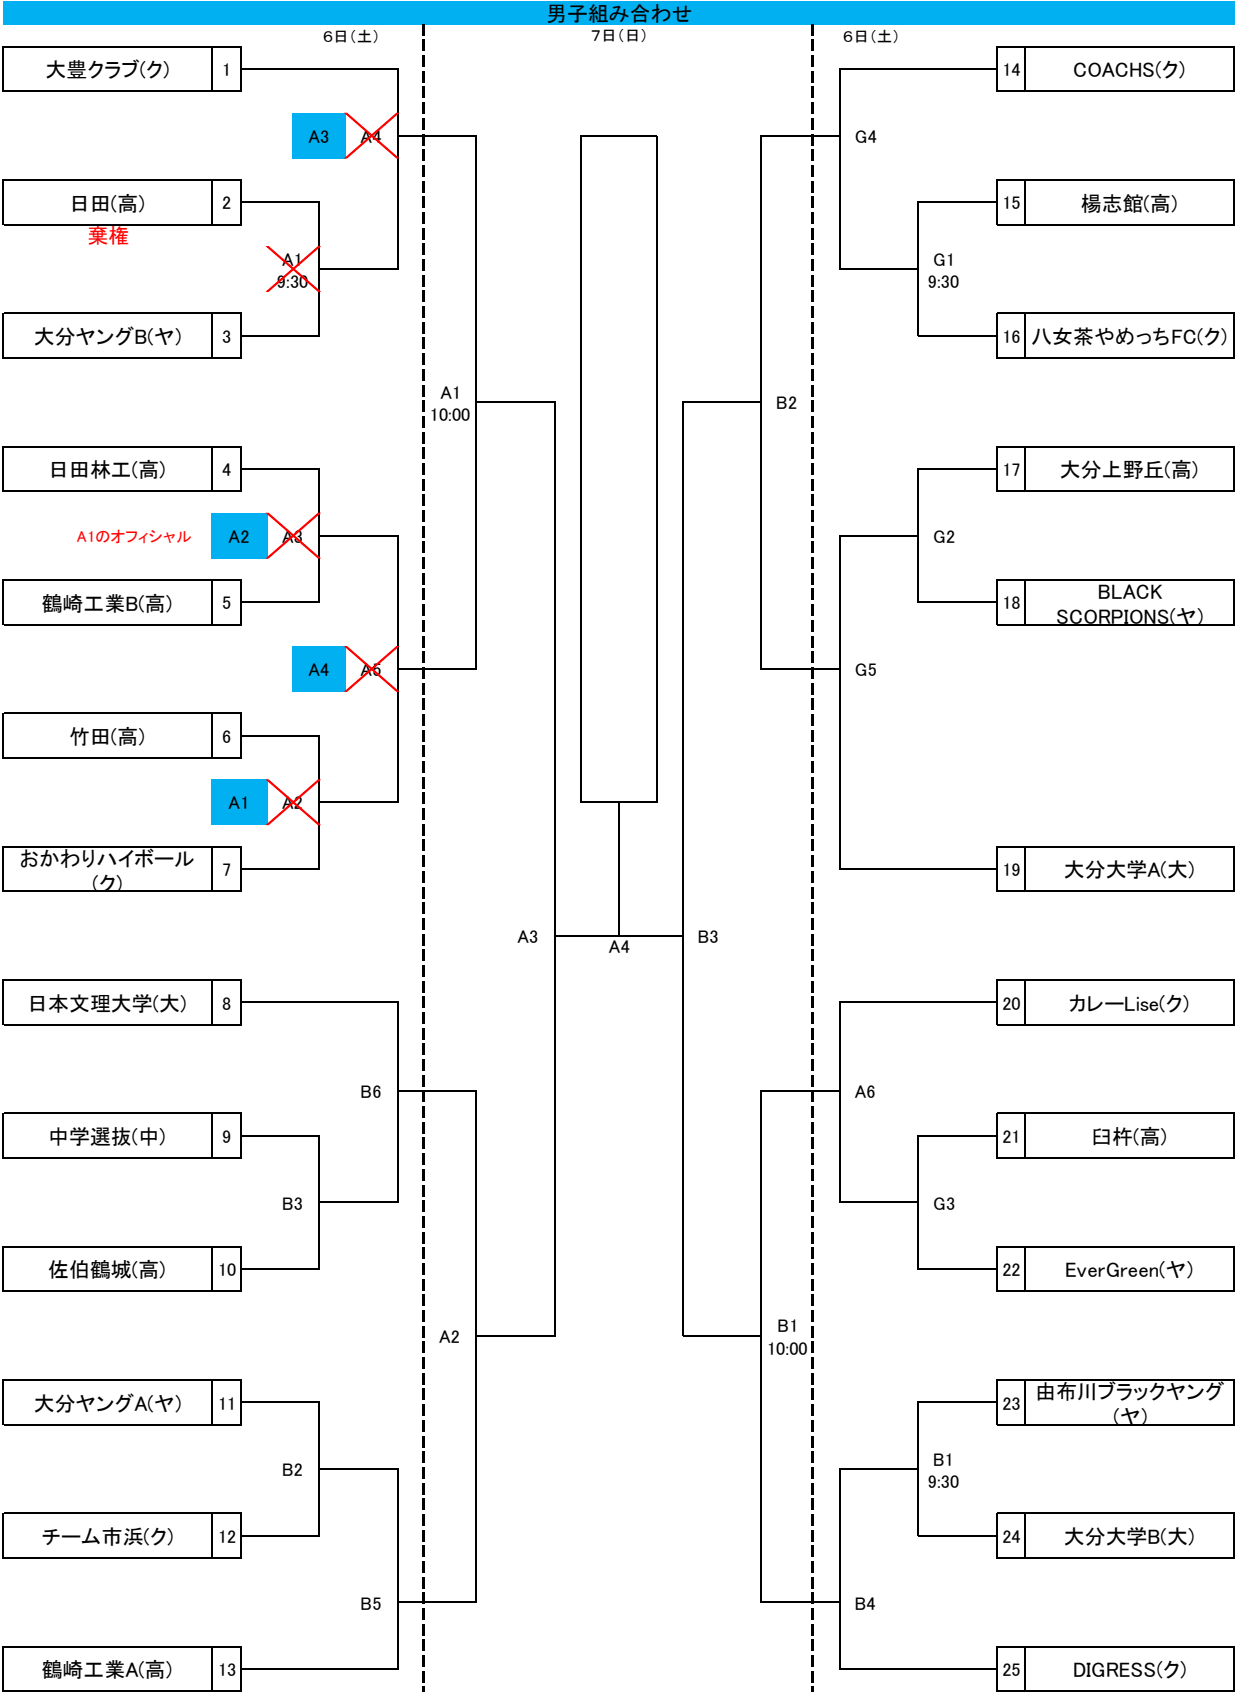 男子組み合わせ
6日(土)
7日(日)
6日(土)
大豊クラブ(ク)
1
A3
A4
日田(高)
2
棄権
A1
9:30
大分ヤングB(ヤ)
3
A1
10:00
日田林工(高)
4
A1のオフィシャル
A2
A3
鶴崎工業B(高)
5
A4
A5
竹田(高)
6
A1
A2
おかわりハイボール
(ク)
7
A3
A4
B3
日本文理大学(大)
8
B6
中学選抜(中)
9
B3
佐伯鶴城(高)
10
A2
大分ヤングA(ヤ)
11
B2
チーム市浜(ク)
12
B5
鶴崎工業A(高)
13
14
COACHS(ク)
G4
15
楊志館(高)
G1
9:30
16
八女茶やめっちFC(ク)
B2
17
大分上野丘(高)
G2
18
BLACK
SCORPIONS(ヤ)
G5
19
大分大学A(大)
20
カレーLise(ク)
A6
21
臼杵(高)
G3
22
EverGreen(ヤ)
B1
10:00
23
由布川ブラックヤング
(ヤ)
B1
9:30
24
大分大学B(大)
B4
25
DIGRESS(ク)